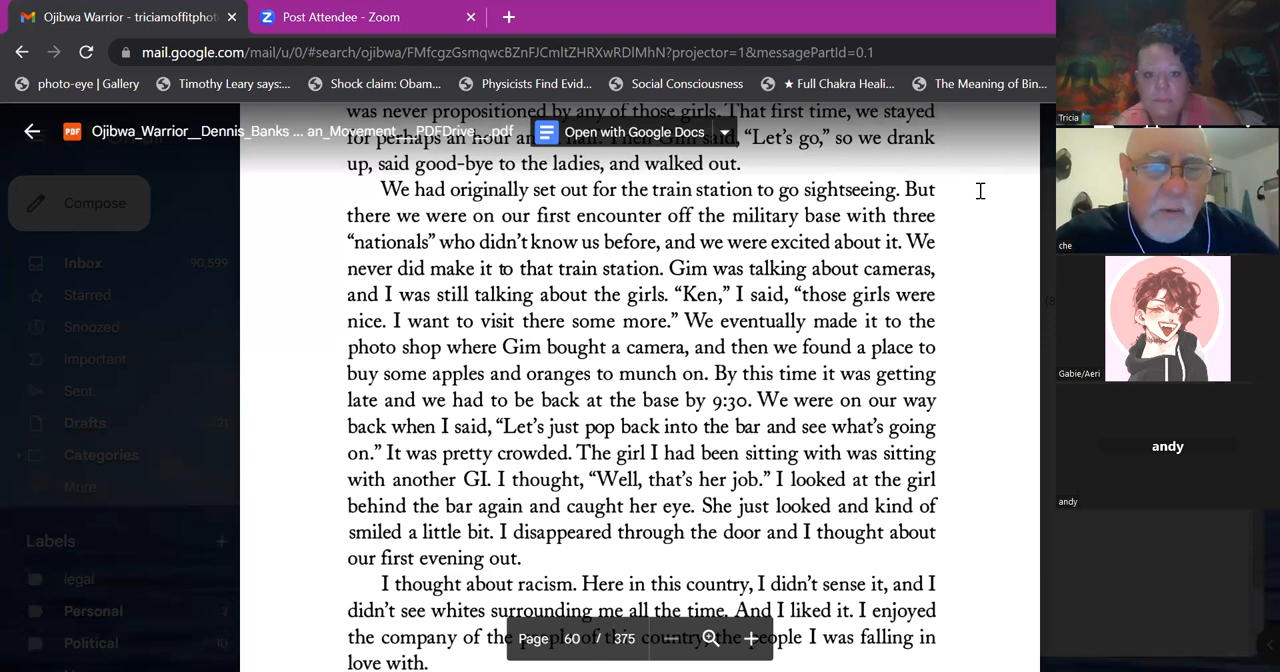 Ojibwa Warrior - triciamoffitphot
Post Attendee - Zoom
mail.google.com/mail/u/0/#search/ojibwa/FMfcgzGsmqwcBZnFJCmltZHRXwRDlMhN?projector=1&messagePartId=0.1
photo-eye | Gallery
Timothy Leary says:...
Shock claim: Obam...
Physicists Find Evid...
Social Consciousness
★ Full Chakra Heali...
The Meaning of Bin...
was never propositioned by any of those girls. That first time, we stayed
PDF Ojibwa_Warrior__Dennis_Banks ... an_Movement_-_PDFDrive_.pdf
Open with Google Docs
for perhaps an hour an "Let's go," so we drank
up, said good-bye to the ladies, and walked out.
We had originally set out for the train station to go sightseeing. But
there we were on our first encounter off the military base with three
“nationals” who didn’t know us before, and we were excited about it. We
never did make it to that train station. Gim was talking about cameras,
and I was still talking about the girls. “Ken,” I said, “those girls were
nice. I want to visit there some more.” We eventually made it to the
photo shop where Gim bought a camera, and then we found a place to
buy some apples and oranges to munch on. By this time it was getting
late and we had to be back at the base by 9:30. We were on our way
back when I said, “Let’s just pop back into the bar and see what’s going
on.” It was pretty crowded. The girl I had been sitting with was sitting
with another GI. I thought, “Well, that’s her job.” I looked at the girl
behind the bar again and caught her eye. She just looked and kind of
smiled a little bit. I disappeared through the door and I thought about
our first evening out.
I thought about racism. Here in this country, I didn’t sense it, and I
didn’t see whites surrounding me all the time. And I liked it. I enjoyed
the company of the people of this country, the people I was falling in
love with.
Page 60 / 375
Compose
Inbox 90,599
Starred
Snoozed
Important
Sent
Drafts 21
Categories
More
Labels
legal
Personal 2
Political 10
Tricia
che
Gabie/Aeri
andy
andy